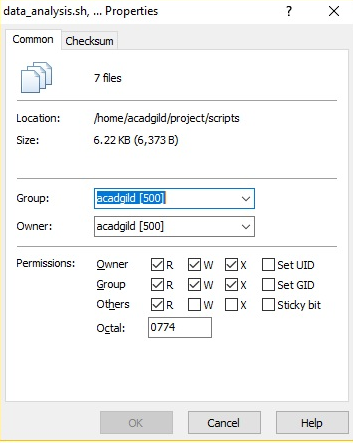 data_analysis.sh, ... Properties ? ×
Common Checksum
7 files
Location: /home/acadgild/project/scripts
Size: 6.22 KB (6,373 B)
Group: acadgild [500]
Owner: acadgild [500]
Permissions: Owner R W X Set UID
Group R W X Set GID
Others R W X Sticky bit
Octal: 0774
OK Cancel Help